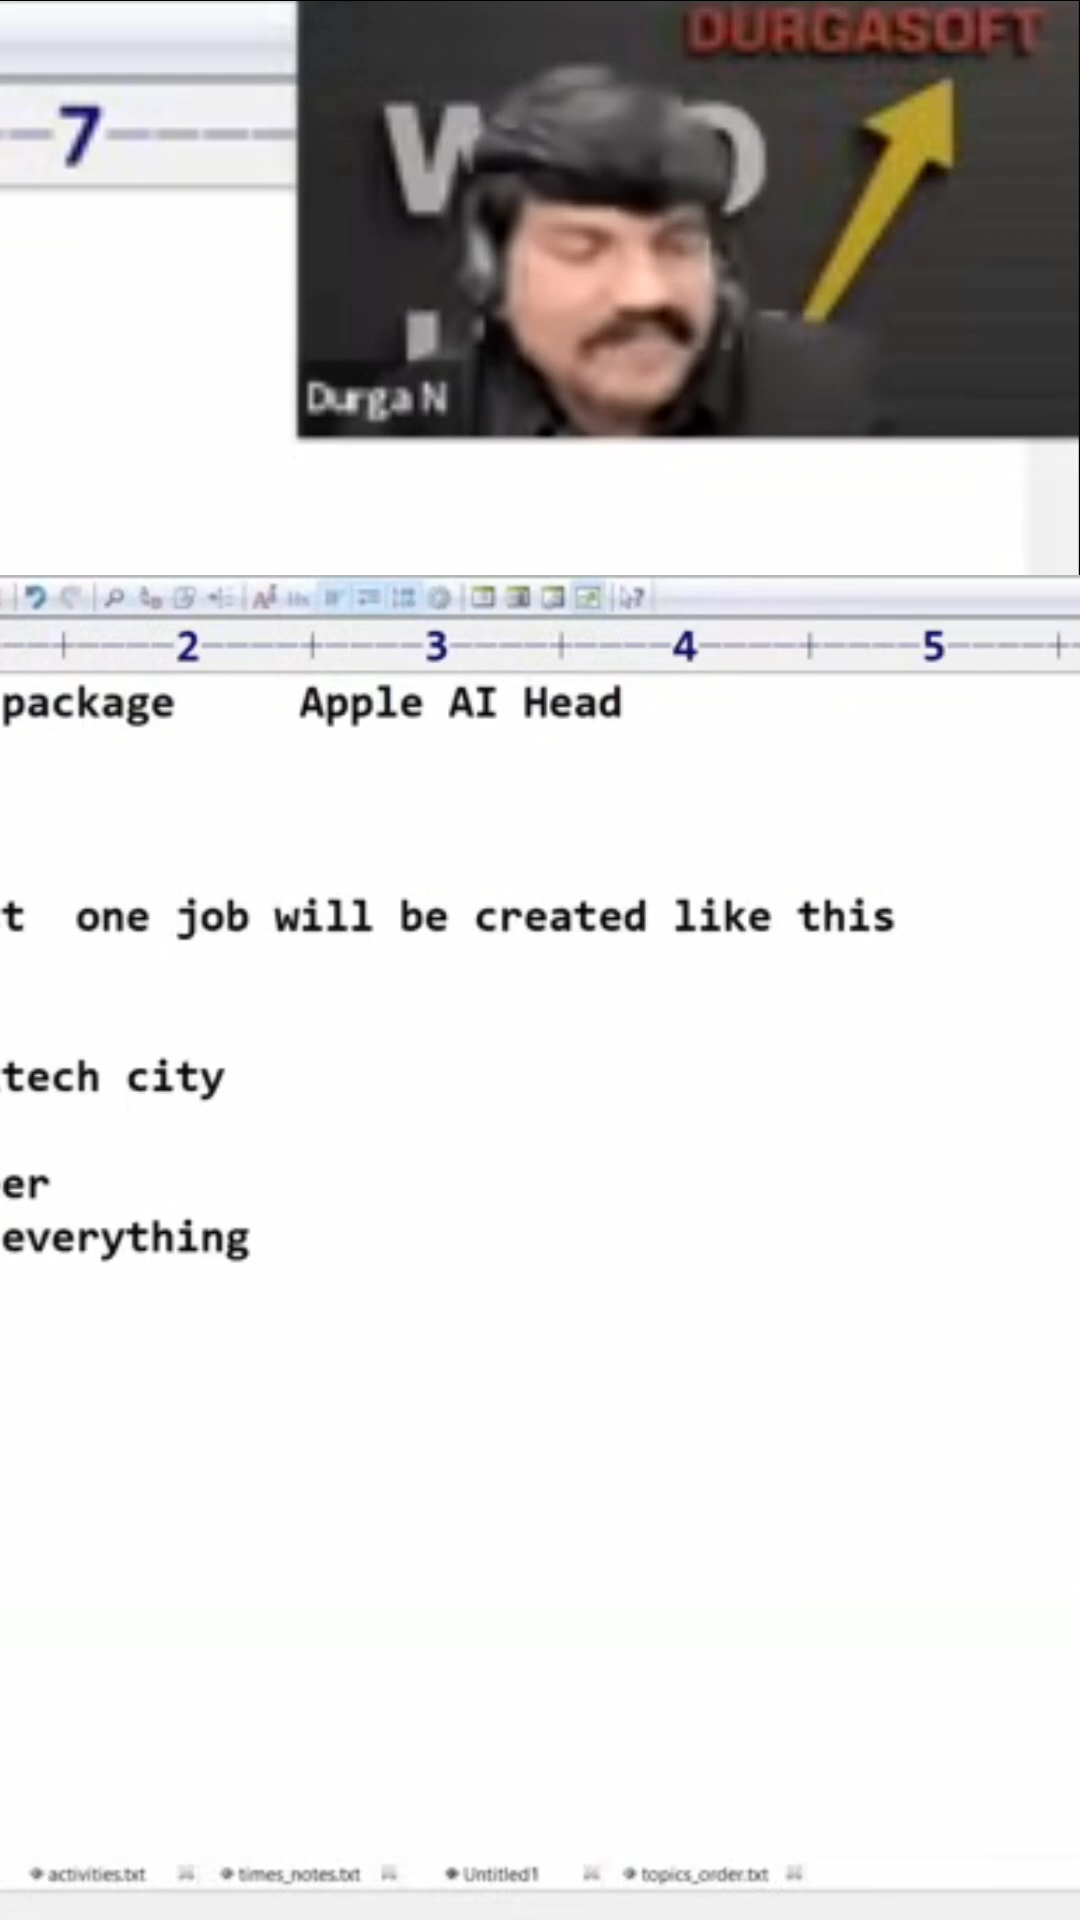 DURGASOFT
7
Durga N
2 3 4 5
package Apple AI Head
t one job will be created like this
tech city
er
everything
activities.txt times_notes.txt Untitled1 topics_order.txt